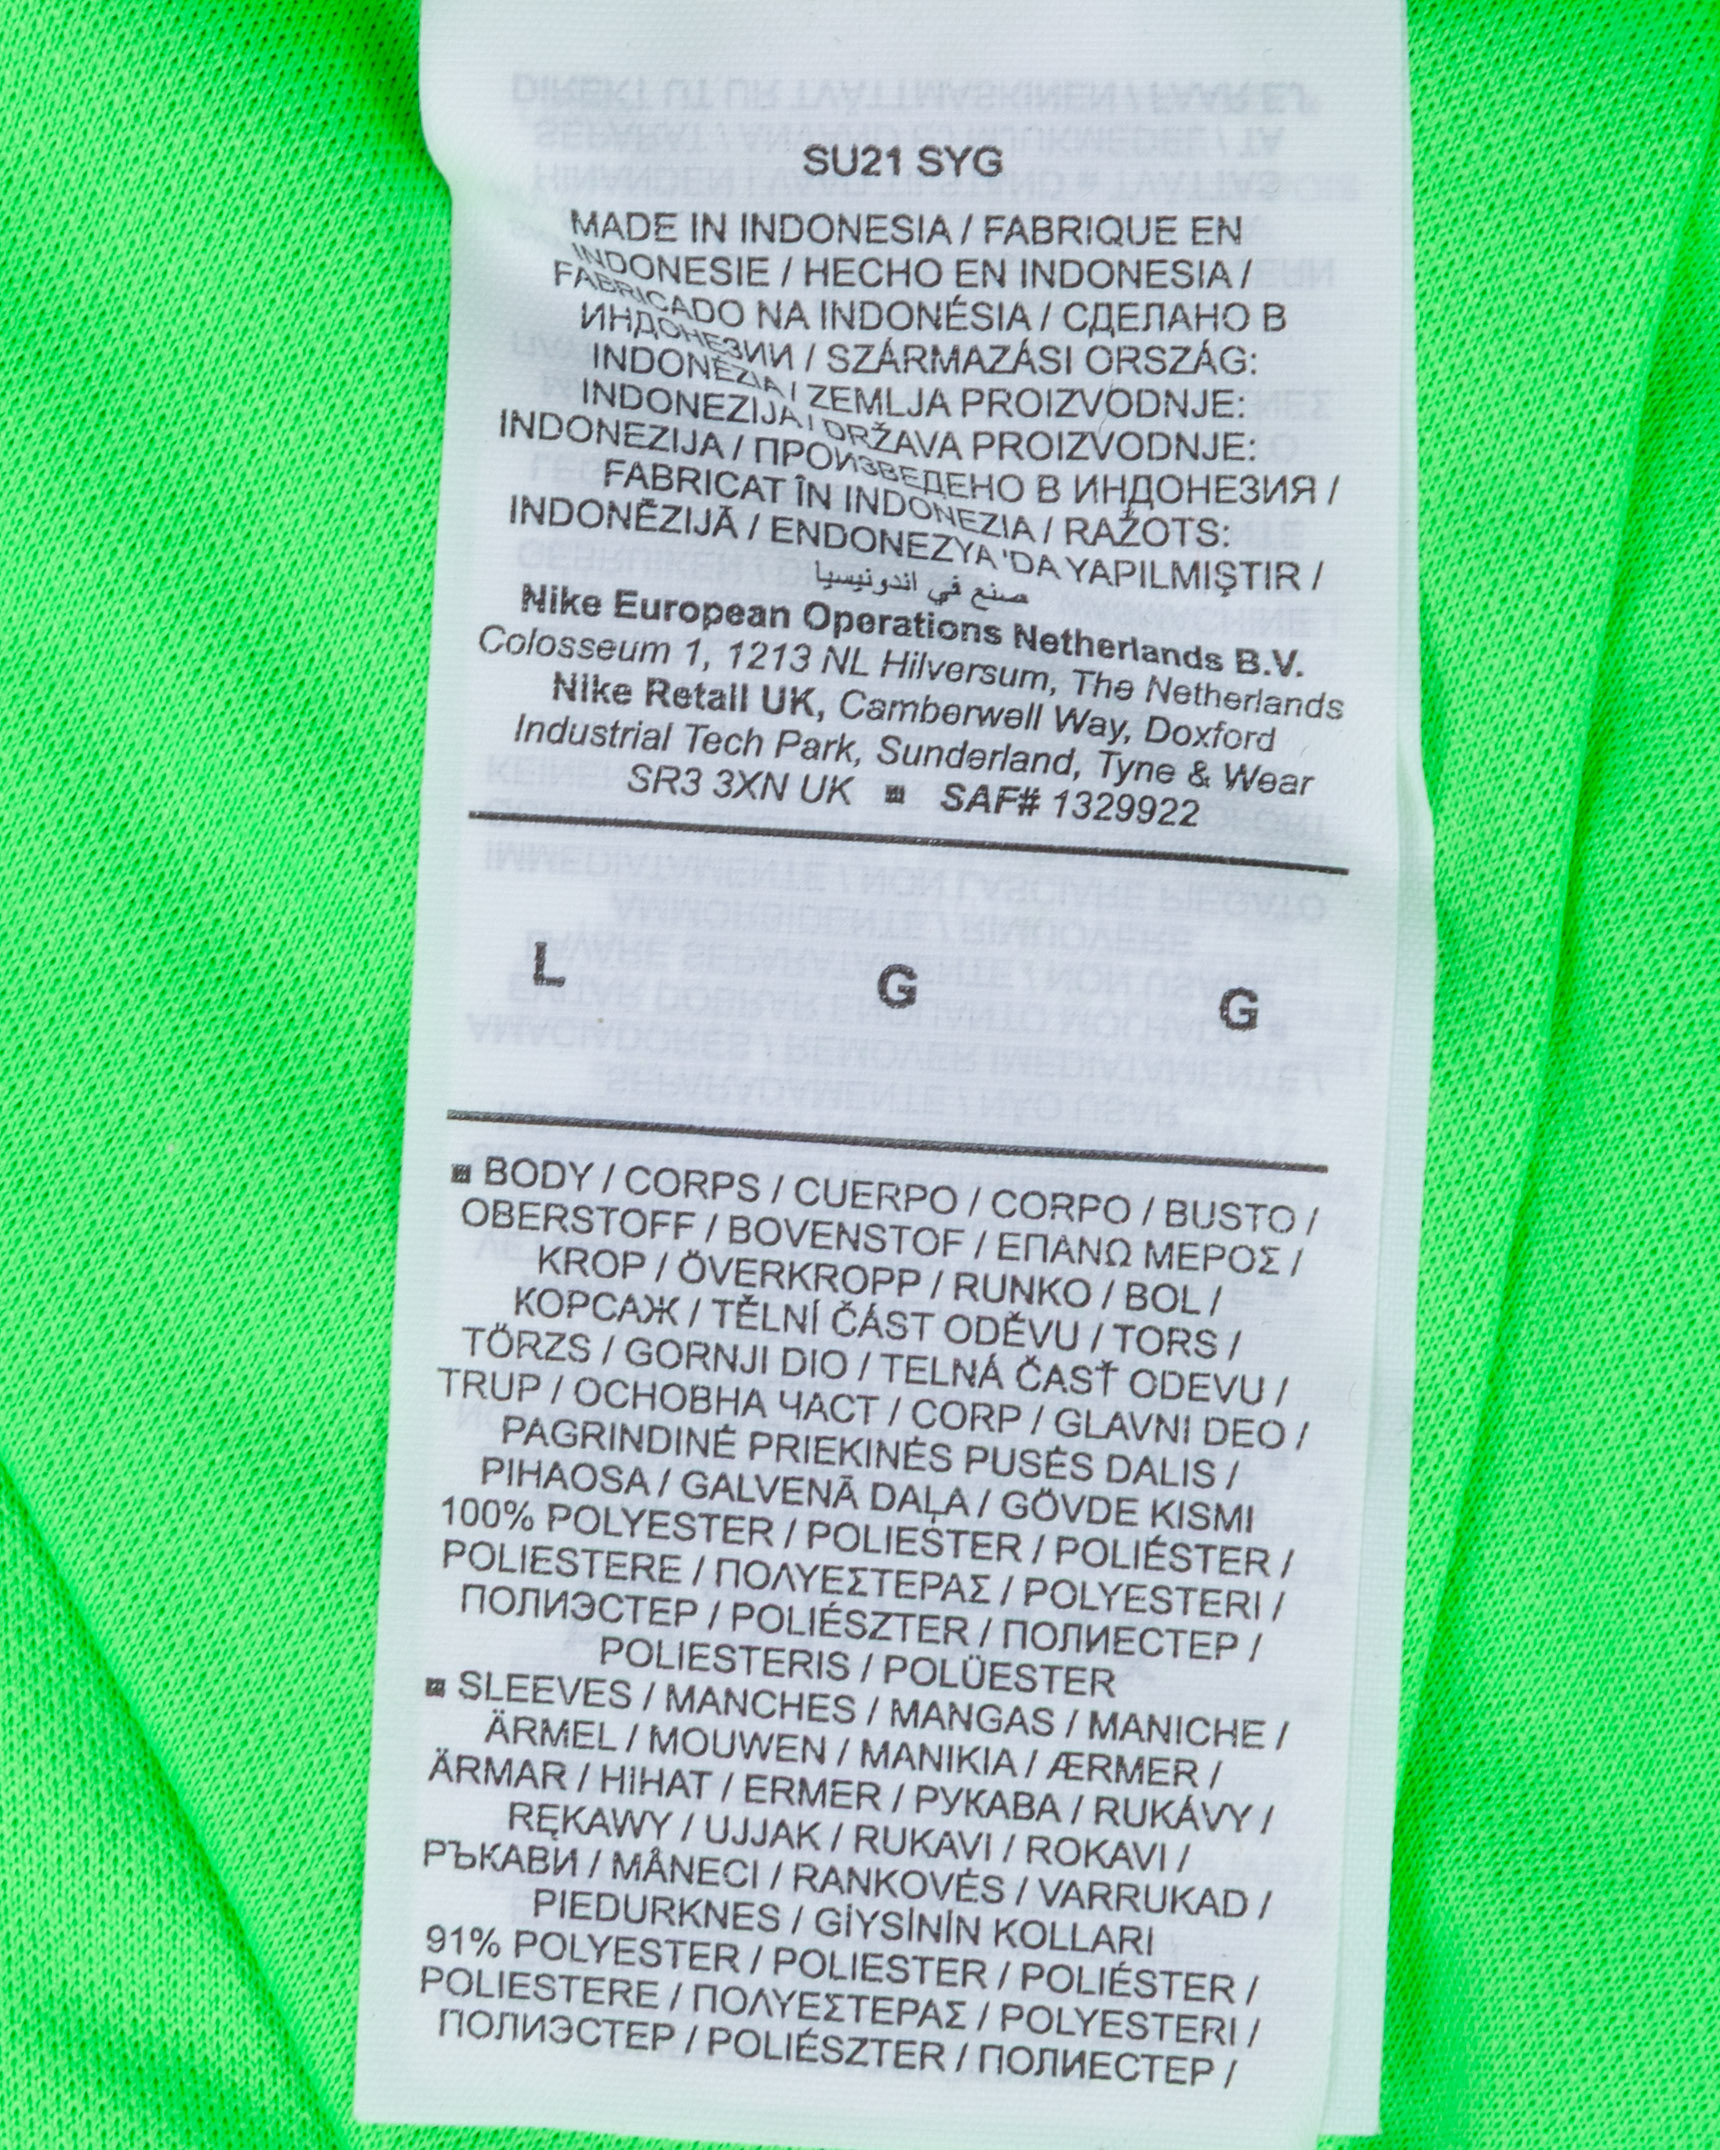 SU21 SYG
MADE IN INDONESIA / FABRIQUE EN
INDONESIE / HECHO EN INDONESIA /
FABRICADO NA INDONÉSIA / СДЕЛАНО В
ИНДОНЕЗИИ / SZÁRMAZÁSI ORSZÁG:
INDONÉZIA / ZEMLJA PROIZVODNJE:
INDONEZIJA / DRŽAVA PROIZVODNJE:
INDONEZIJA / ПРОИЗВЕДЕНО В ИНДОНЕЗИЯ /
FABRICAT ÎN INDONEZIA / RAŽOTS:
INDONĒZIJĀ / ENDONEZYA 'DA YAPILMIŞTIR /
صنع في اندونيسيا
Nike European Operations Netherlands B.V.
Colosseum 1, 1213 NL Hilversum, The Netherlands
Nike Retail UK, Camberwell Way, Doxford
Industrial Tech Park, Sunderland, Tyne & Wear
SR3 3XN UK ■ SAF# 1329922
L G G
■ BODY / CORPS / CUERPO / CORPO / BUSTO /
OBERSTOFF / BOVENSTOF / ΕΠΑΝΩ ΜΕΡΟΣ /
KROP / ÖVERKROPP / RUNKO / BOL /
КОРСАЖ / TĚLNÍ ČÁST ODĚVU / TORS /
TÖRZS / GORNJI DIO / TELNÁ ČASŤ ODEVU /
TRUP / ОСНОВНА ЧАСТ / CORP / GLAVNI DEO /
PAGRINDINĖ PRIEKINĖS PUSĖS DALIS /
PIHAOSA / GALVENĀ DAĻA / GÖVDE KISMI
100% POLYESTER / POLIESTER / POLIÉSTER /
POLIESTERE / ΠΟΛΥΕΣΤΕΡΑΣ / POLYESTERI /
ПОЛИЭСТЕР / POLIÉSZTER / ПОЛИЕСТЕР /
POLIESTERIS / POLÜESTER
■ SLEEVES / MANCHES / MANGAS / MANICHE /
ÄRMEL / MOUWEN / MANIKIA / ÆRMER /
ÄRMAR / HIHAT / ERMER / РУКАВА / RUKÁVY /
RĘKAWY / UJJAK / RUKAVI / ROKAVI /
РЪКАВИ / MÂNECI / RANKOVĖS / VARRUKAD /
PIEDURKNES / GİYSİNİN KOLLARI
91% POLYESTER / POLIESTER / POLIÉSTER /
POLIESTERE / ΠΟΛΥΕΣΤΕΡΑΣ / POLYESTERI /
ПОЛИЭСТЕР / POLIÉSZTER / ПОЛИЕСТЕР /